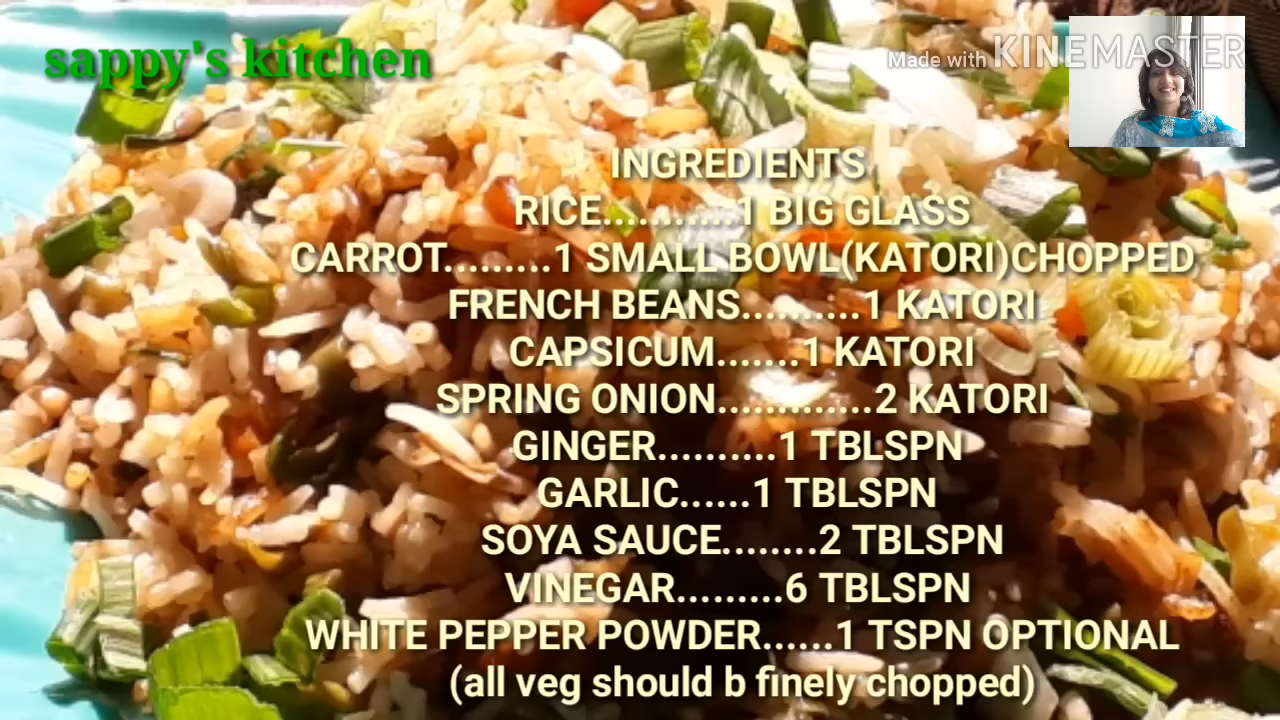 sappy's kitchen
Made with KINEMASTER
INGREDIENTS
RICE...........1 BIG GLASS
CARROT.........1 SMALL BOWL(KATORI)CHOPPED
FRENCH BEANS..........1 KATORI
CAPSICUM.......1 KATORI
SPRING ONION.............2 KATORI
GINGER..........1 TBLSPN
GARLIC......1 TBLSPN
SOYA SAUCE........2 TBLSPN
VINEGAR.........6 TBLSPN
WHITE PEPPER POWDER......1 TSPN OPTIONAL
(all veg should b finely chopped)